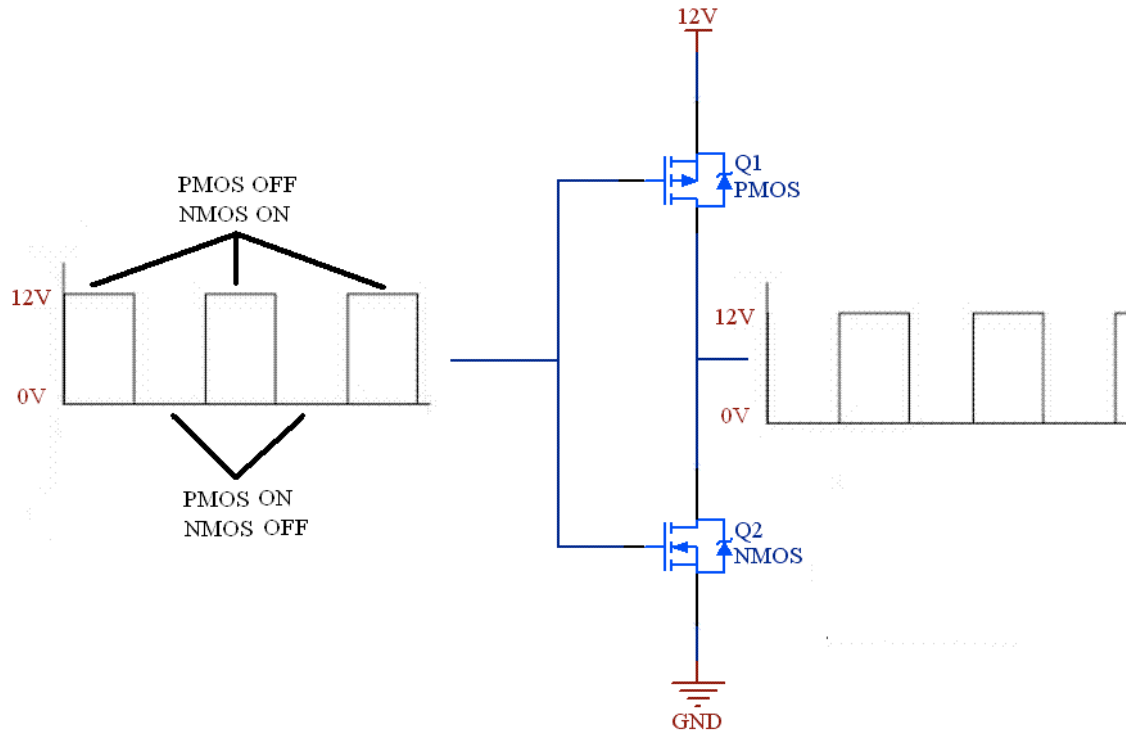 12V
Q1
PMOS
PMOS OFF
NMOS ON
12V
0V
12V
0V
PMOS ON
NMOS OFF
Q2
NMOS
GND